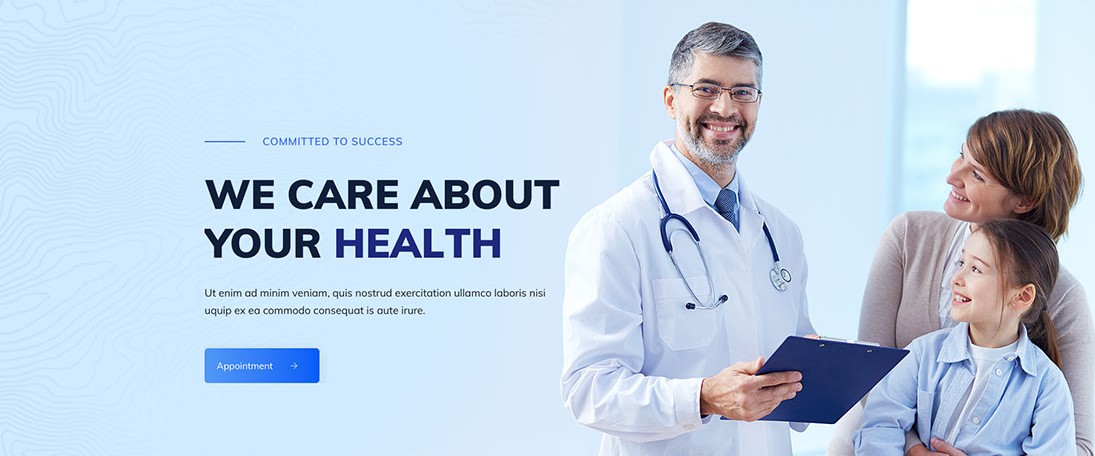 COMMITTED TO SUCCESS
WE CARE ABOUT
YOUR HEALTH
Ut enim ad minim veniam, quis nostrud exercitation ullamco laboris nisi
uquip ex ea commodo consequat is aute irure.
Appointment